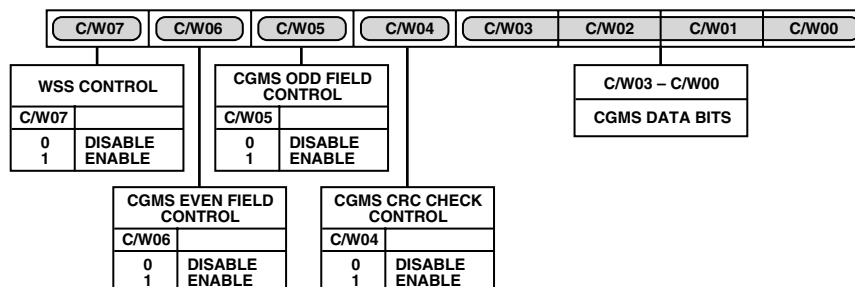 C/W07 C/W06 C/W05 C/W04 C/W03 C/W02 C/W01 C/W00
WSS CONTROL
C/W07
0 DISABLE
1 ENABLE
CGMS ODD FIELD
CONTROL
C/W05
0 DISABLE
1 ENABLE
C/W03 – C/W00
CGMS DATA BITS
CGMS EVEN FIELD
CONTROL
C/W06
0 DISABLE
1 ENABLE
CGMS CRC CHECK
CONTROL
C/W04
0 DISABLE
1 ENABLE